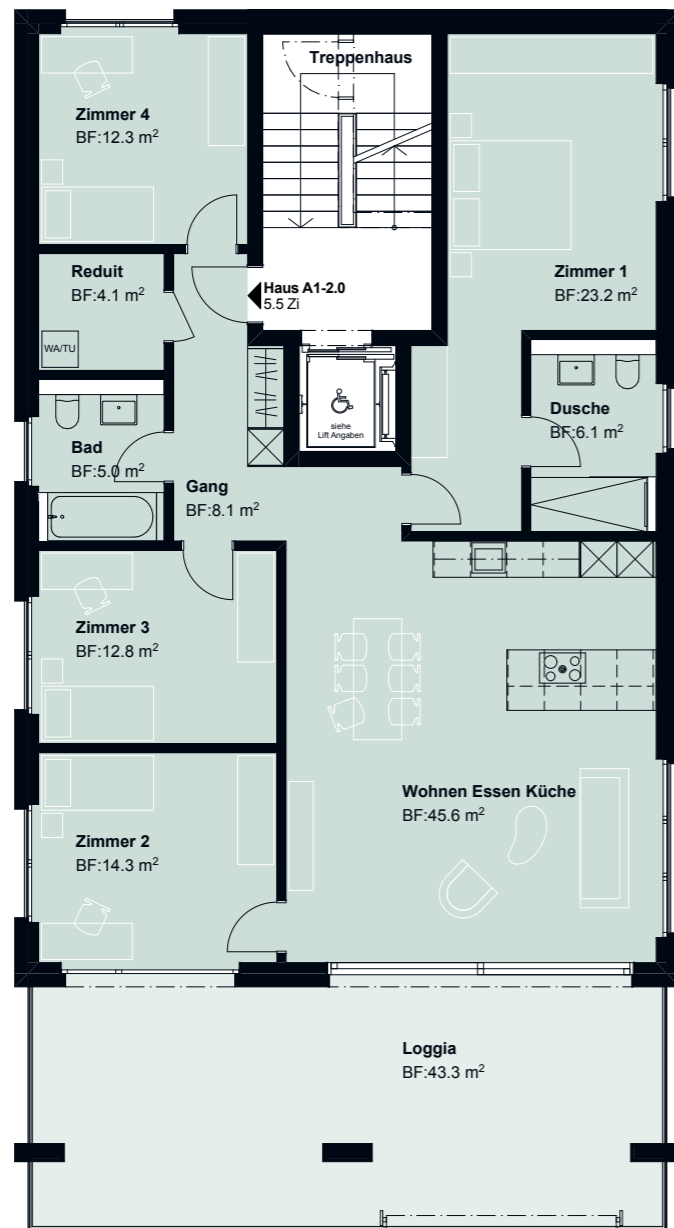 Treppenhaus
Zimmer 4
BF:12.3 m²
Reduit
BF:4.1 m²
WA/TU
Haus A1-2.0
5.5 Zi
Zimmer 1
BF:23.2 m²
siehe
Lift Angaben
Dusche
BF:6.1 m²
Bad
BF:5.0 m²
Gang
BF:8.1 m²
Zimmer 3
BF:12.8 m²
Wohnen Essen Küche
BF:45.6 m²
Zimmer 2
BF:14.3 m²
Loggia
BF:43.3 m²